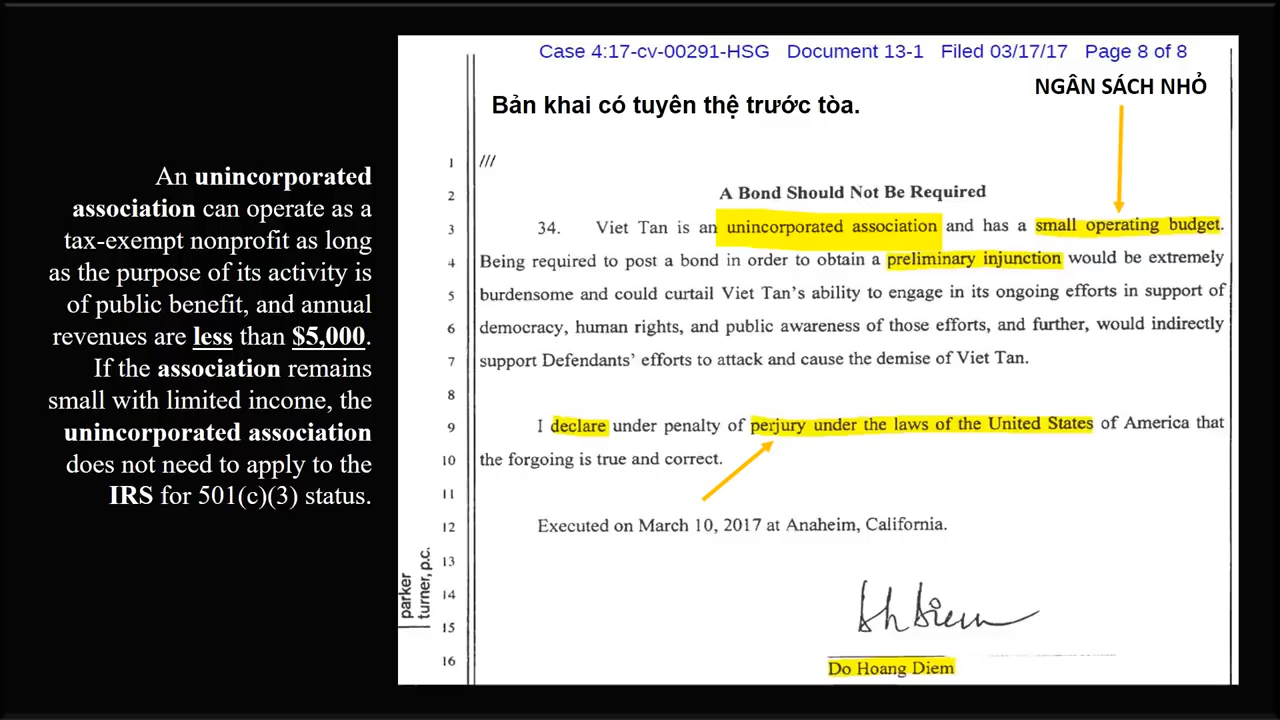 An unincorporated
association can operate as a
tax-exempt nonprofit as long
as the purpose of its activity is
of public benefit, and annual
revenues are less than $5,000.
If the association remains
small with limited income, the
unincorporated association
does not need to apply to the
IRS for 501(c)(3) status.
Case 4:17-cv-00291-HSG Document 13-1 Filed 03/17/17 Page 8 of 8
NGÂN SÁCH NHỎ
Bản khai có tuyên thệ trước tòa.
1 ///
2 A Bond Should Not Be Required
3 34. Viet Tan is an unincorporated association and has a small operating budget.
4 Being required to post a bond in order to obtain a preliminary injunction would be extremely
5 burdensome and could curtail Viet Tan's ability to engage in its ongoing efforts in support of
6 democracy, human rights, and public awareness of those efforts, and further, would indirectly
7 support Defendants' efforts to attack and cause the demise of Viet Tan.
8
9 I declare under penalty of perjury under the laws of the United States of America that
10 the forgoing is true and correct.
11
12 Executed on March 10, 2017 at Anaheim, California.
13
14
15
16 Do Hoang Diem
parker
turner, p.c.